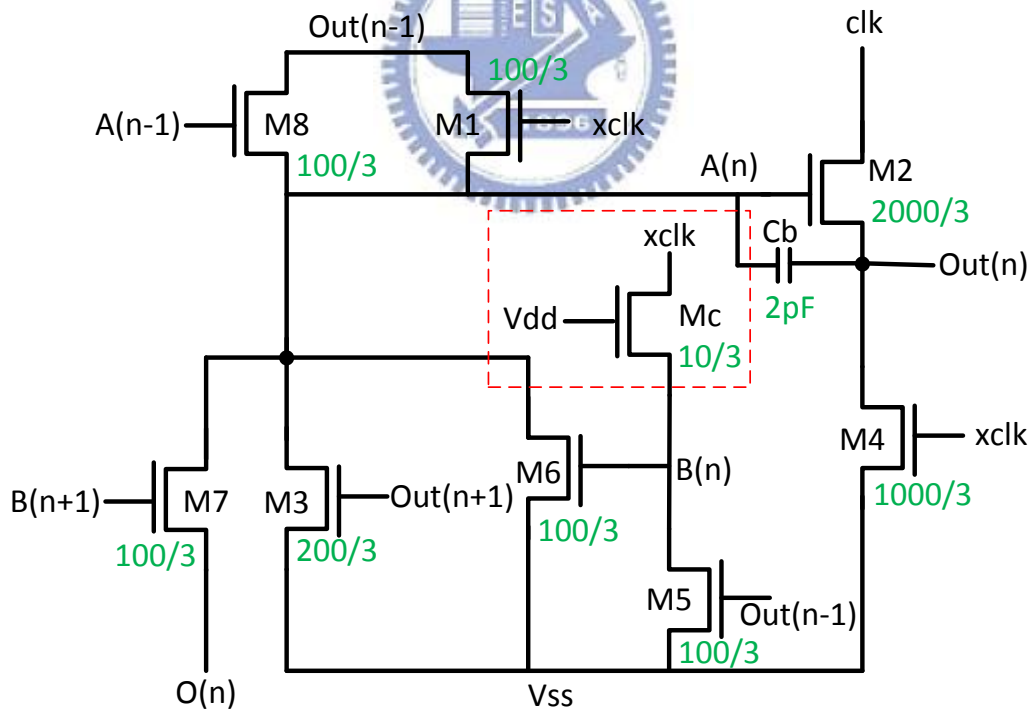 Out(n-1)
clk
100/3
A(n-1)
M8
M1
xclk
100/3
A(n)
M2
2000/3
xclk
Cb
Out(n)
Vdd
Mc
2pF
10/3
M4
xclk
B(n+1)
M7
M3
Out(n+1)
M6
B(n)
1000/3
100/3
200/3
100/3
M5
Out(n-1)
100/3
O(n)
Vss